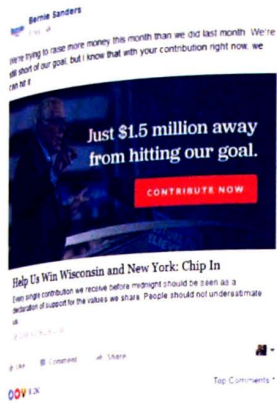 Bernie Sanders
We're trying to raise more money this month than we did last month. We're
still short of our goal, but I know that with your contribution right now, we
can hit it.
Just $1.5 million away
from hitting our goal.
CONTRIBUTE NOW
Help Us Win Wisconsin and New York: Chip In
Every single contribution we receive before midnight should be seen as a
declaration of support for the values we share. People should not underestimate
us.
Like Comment Share
Top Comments